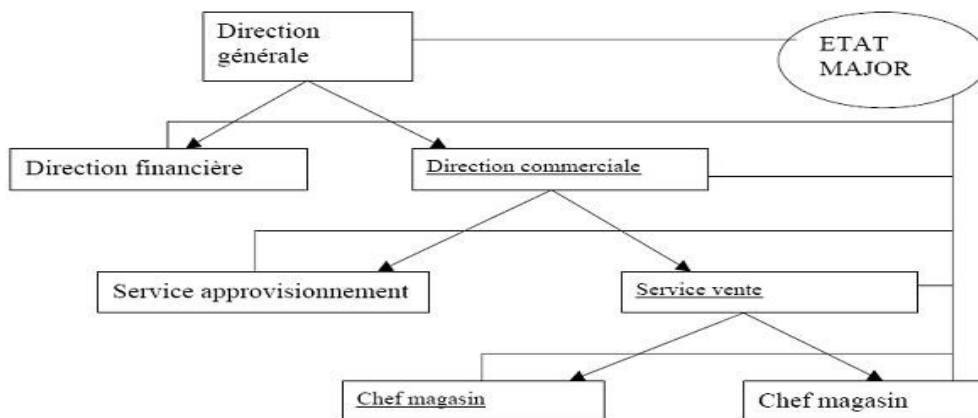 Direction
générale
ETAT
MAJOR
Direction financière
Direction commerciale
Service approvisionnement
Service vente
Chef magasin
Chef magasin